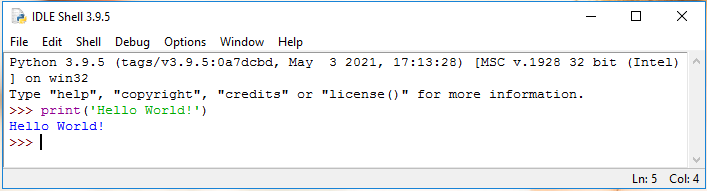 IDLE Shell 3.9.5
File Edit Shell Debug Options Window Help
Python 3.9.5 (tags/v3.9.5:0a7dcbd, May  3 2021, 17:13:28) [MSC v.1928 32 bit (Intel)
] on win32
Type "help", "copyright", "credits" or "license()" for more information.
>>> print('Hello World!')
Hello World!
>>>
Ln: 5 Col: 4